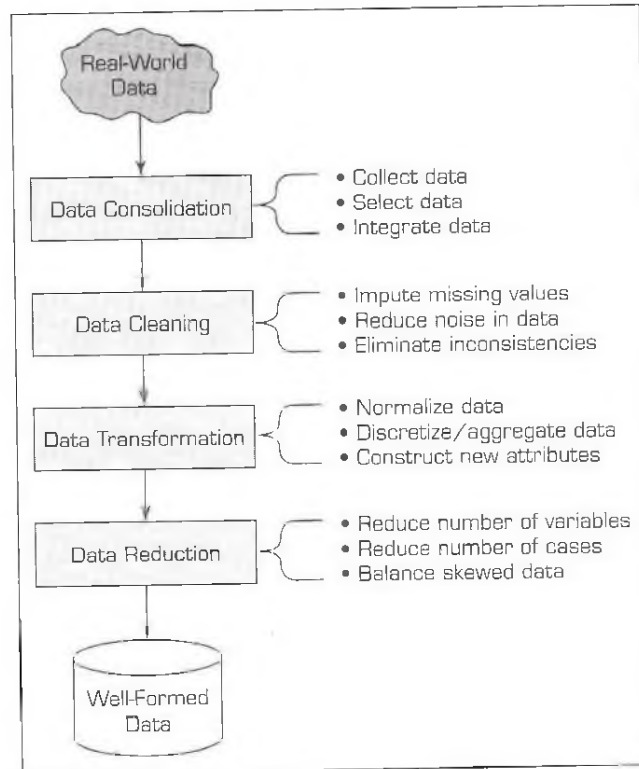 Real-World
Data
Data Consolidation
• Collect data
• Select data
• Integrate data
Data Cleaning
• Impute missing values
• Reduce noise in data
• Eliminate inconsistencies
Data Transformation
• Normalize data
• Discretize/aggregate data
• Construct new attributes
Data Reduction
• Reduce number of variables
• Reduce number of cases
• Balance skewed data
Well-Formed
Data